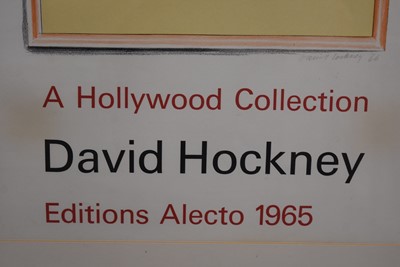 A Hollywood Collection
David Hockney
Editions Alecto 1965